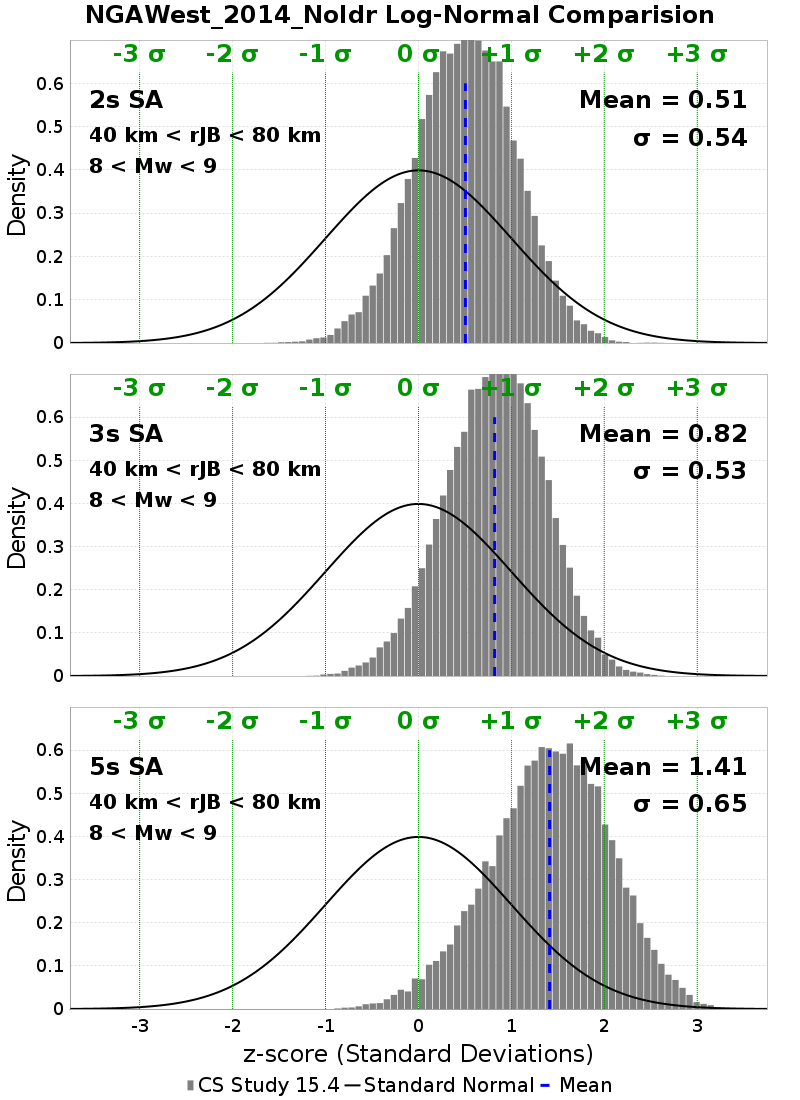 NGAWest_2014_NoIdr Log-Normal Comparision
-3 σ -2 σ -1 σ 0 σ +1 σ +2 σ +3 σ
0.6
2s SA Mean = 0.51
0.5
40 km < rJB < 80 km σ = 0.54
8 < Mw < 9
0.4
0.3
0.2
0.1
0
Density
-3 σ -2 σ -1 σ 0 σ +1 σ +2 σ +3 σ
0.6
3s SA Mean = 0.82
0.5
40 km < rJB < 80 km σ = 0.53
8 < Mw < 9
0.4
0.3
0.2
0.1
0
Density
-3 σ -2 σ -1 σ 0 σ +1 σ +2 σ +3 σ
0.6
5s SA Mean = 1.41
0.5
40 km < rJB < 80 km σ = 0.65
8 < Mw < 9
0.4
0.3
0.2
0.1
0
Density
-3 -2 -1 0 1 2 3
z-score (Standard Deviations)
CS Study 15.4 Standard Normal Mean